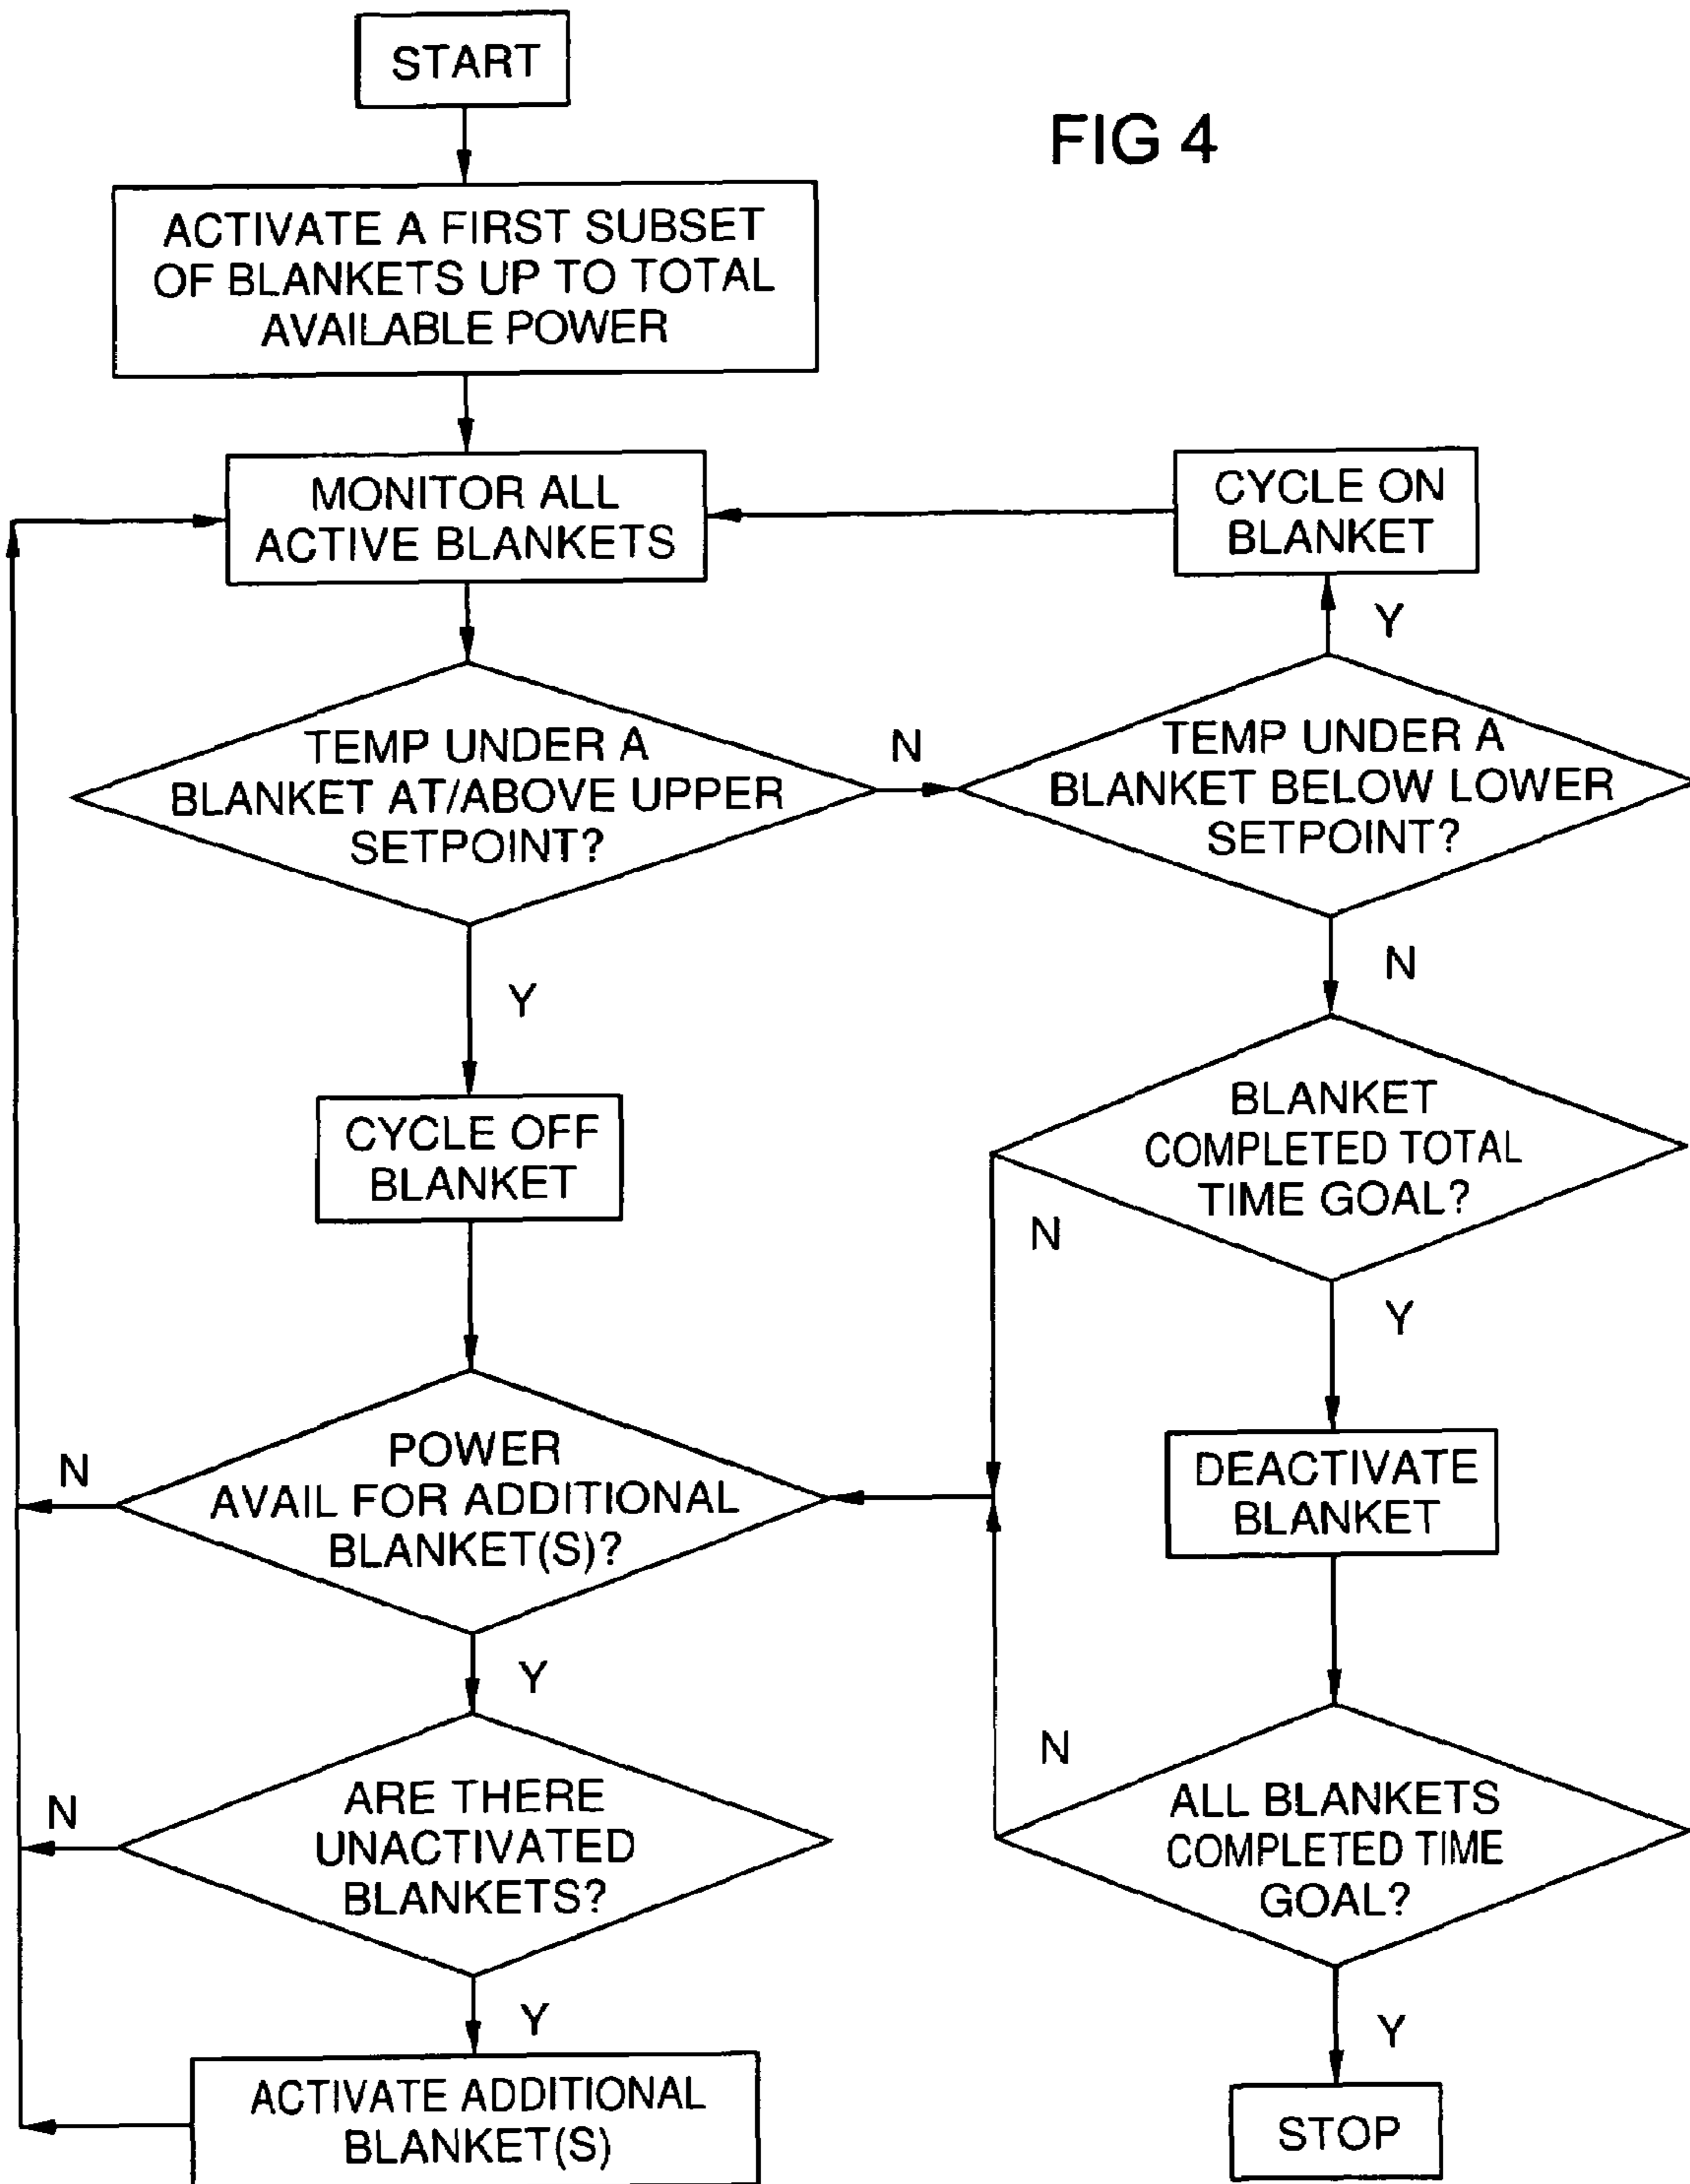 START
FIG 4
ACTIVATE A FIRST SUBSET
OF BLANKETS UP TO TOTAL
AVAILABLE POWER
MONITOR ALL
ACTIVE BLANKETS
CYCLE ON
BLANKET
Y
TEMP UNDER A
BLANKET AT/ABOVE UPPER
SETPOINT?
N
TEMP UNDER A
BLANKET BELOW LOWER
SETPOINT?
Y
N
CYCLE OFF
BLANKET
BLANKET
COMPLETED TOTAL
TIME GOAL?
N
Y
POWER
AVAIL FOR ADDITIONAL
BLANKET(S)?
N
Y
DEACTIVATE
BLANKET
ARE THERE
UNACTIVATED
BLANKETS?
N
Y
ALL BLANKETS
COMPLETED TIME
GOAL?
N
Y
ACTIVATE ADDITIONAL
BLANKET(S)
STOP